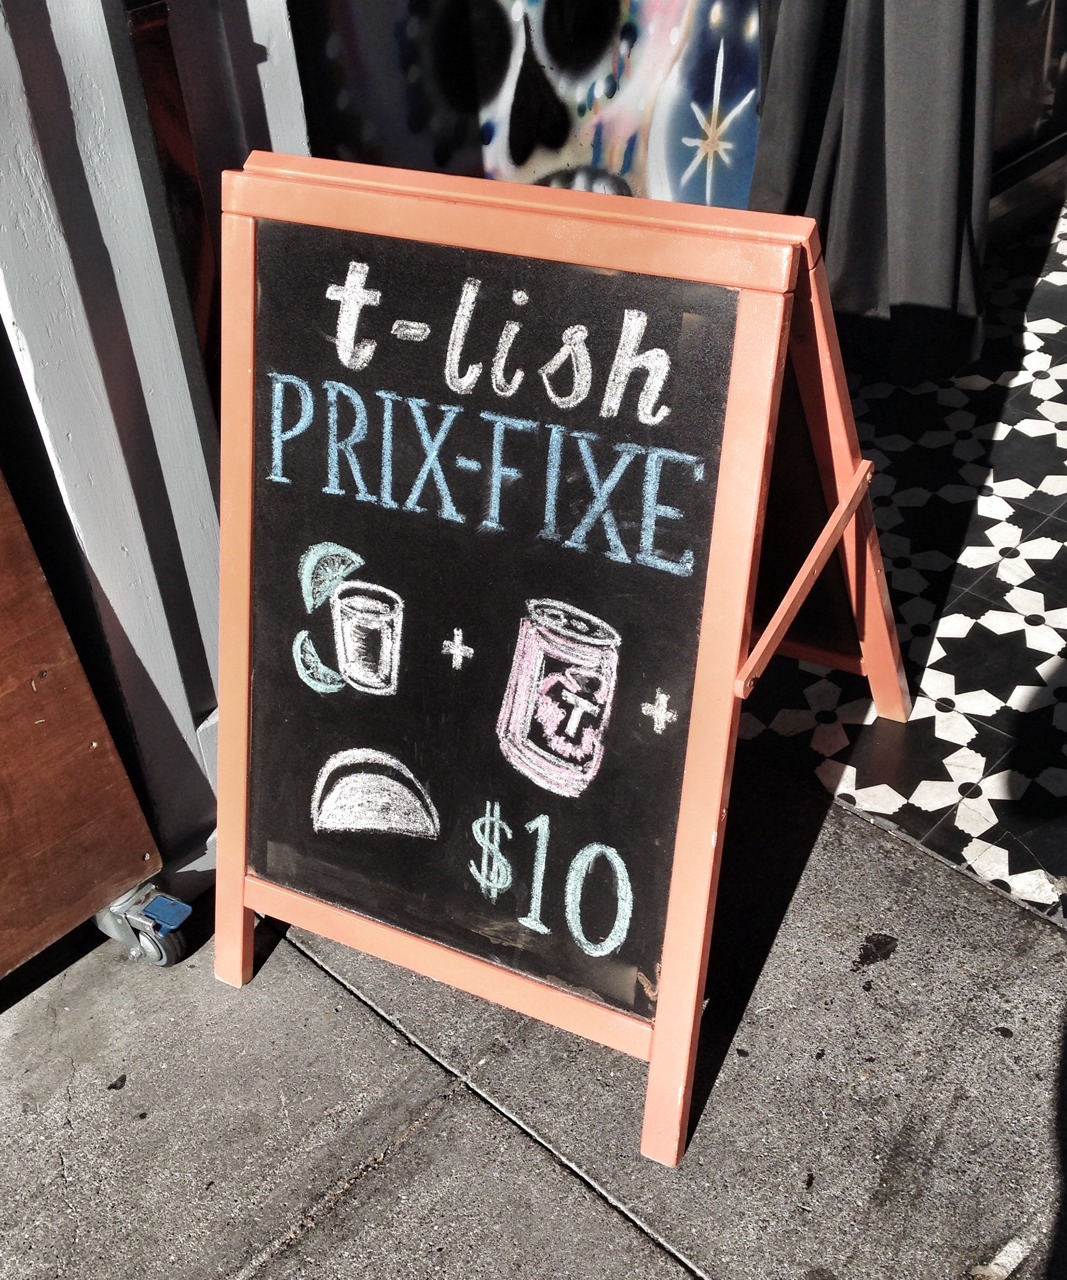 t-lish
PRIX-FIXE
+
T
+
$10